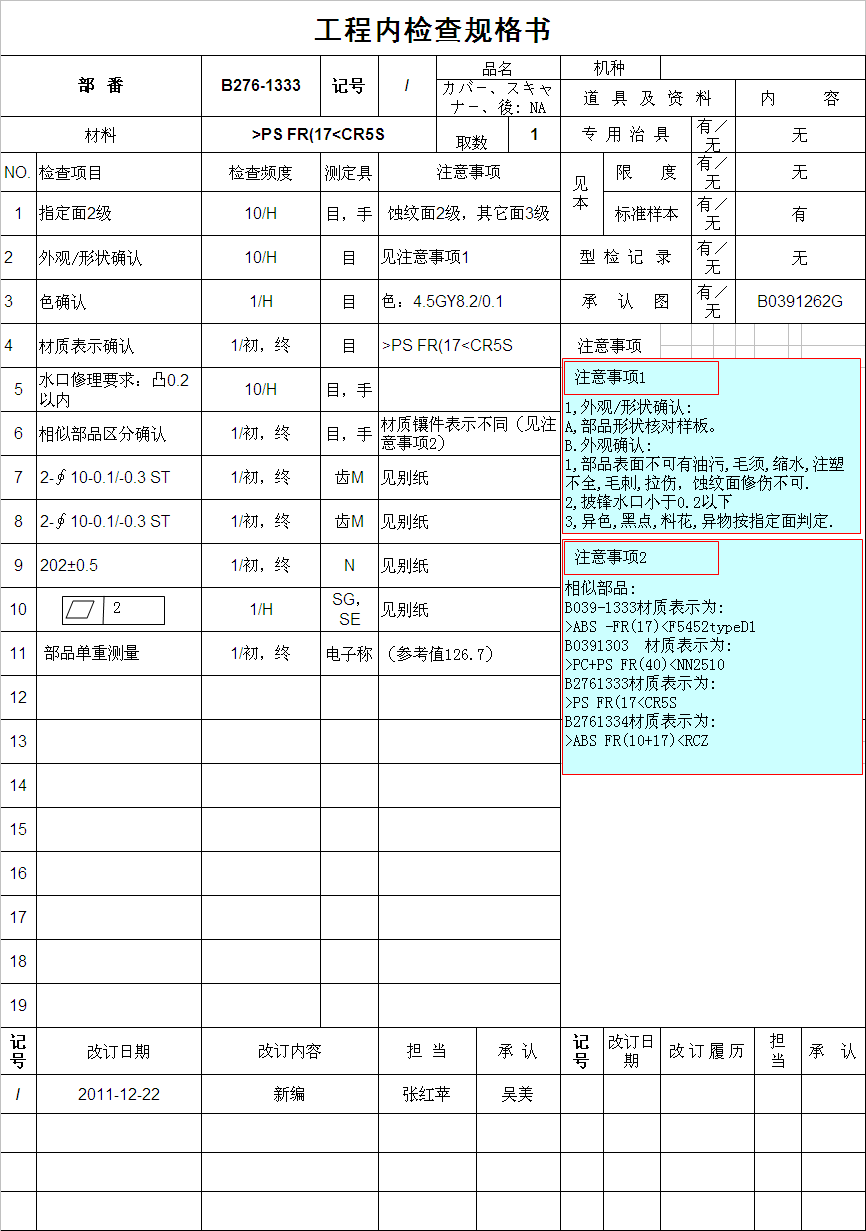 工程内检查规格书
部 番 B276-1333 记号 / 品名 机种
カバー、スキャ
ナー、後: NA
道 具 及 资 料 内 容
材料 >PS FR(17<CR5S 取数 1 专 用 治 具 有／无 无
NO. 检查项目 检查频度 测定具 注意事项 见本 限 度 有／无 无
1 指定面2级 10/H 目，手 蚀纹面2级，其它面3级 标准样本 有／无 有
2 外观/形状确认 10/H 目 见注意事项1 型 检 记 录 有／无 无
3 色确认 1/H 目 色：4.5GY8.2/0.1 承 认 图 有／无 B0391262G
4 材质表示确认 1/初，终 目 >PS FR(17<CR5S 注意事项
5 水口修理要求：凸0.2
以内 10/H 目，手
6 相似部品区分确认 1/初，终 目，手 材质镶件表示不同（见注
意事项2）
7 2-∮10-0.1/-0.3 ST 1/初，终 齿M 见别纸
8 2-∮10-0.1/-0.3 ST 1/初，终 齿M 见别纸
9 202±0.5 1/初，终 N 见别纸
10 2 1/H SG，
SE 见别纸
11 部品单重测量 1/初，终 电子称 （参考值126.7）
12
13
14
15
16
17
18
19
注意事项1
1,外观/形状确认:
A,部品形状核对样板。
B.外观确认:
1,部品表面不可有油污,毛须,缩水,注塑
不全,毛刺,拉伤, 蚀纹面修伤不可.
2,披锋水口小于0.2以下
3,异色,黑点,料花,异物按指定面判定.
注意事项2
相似部品:
B039-1333材质表示为:
>ABS -FR(17)<F5452typeD1
B0391303 材质表示为:
>PC+PS FR(40)<NN2510
B2761333材质表示为:
>PS FR(17<CR5S
B2761334材质表示为:
>ABS FR(10+17)<RCZ
记号 改订日期 改订内容 担 当 承 认 记号 改订日期 改 订 履 历 担当 承 认
/ 2011-12-22 新编 张红苹 吴美